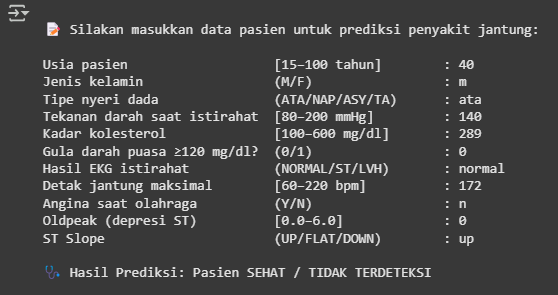 📝 Silakan masukkan data pasien untuk prediksi penyakit jantung:
Usia pasien [15–100 tahun] : 40
Jenis kelamin (M/F) : m
Tipe nyeri dada (ATA/NAP/ASY/TA) : ata
Tekanan darah saat istirahat [80–200 mmHg] : 140
Kadar kolesterol [100–600 mg/dl] : 289
Gula darah puasa ≥120 mg/dl? (0/1) : 0
Hasil EKG istirahat (NORMAL/ST/LVH) : normal
Detak jantung maksimal [60–220 bpm] : 172
Angina saat olahraga (Y/N) : n
Oldpeak (depresi ST) [0.0–6.0] : 0
ST Slope (UP/FLAT/DOWN) : up
🩺 Hasil Prediksi: Pasien SEHAT / TIDAK TERDETEKSI